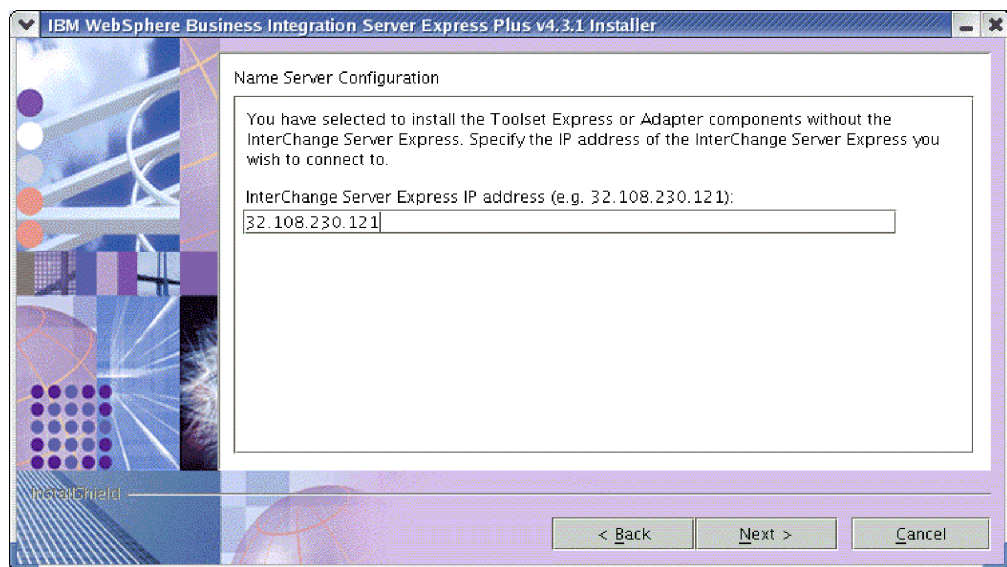 IBM WebSphere Business Integration Server Express Plus v4.3.1 Installer
Name Server Configuration
You have selected to install the Toolset Express or Adapter components without the
InterChange Server Express. Specify the IP address of the InterChange Server Express you
wish to connect to.
InterChange Server Express IP address (e.g. 32.108.230.121):
32.108.230.121
InstallShield
< Back
Next >
Cancel